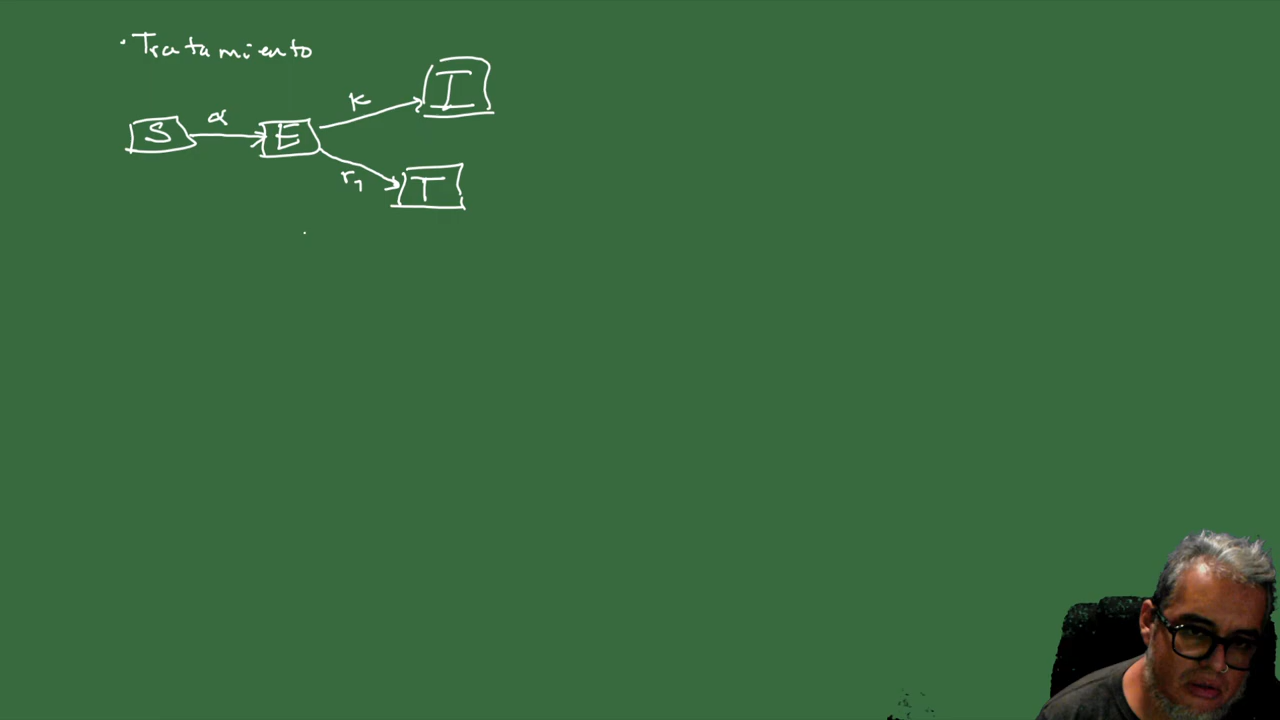 · Tratamiento
S α E K I
r1 T